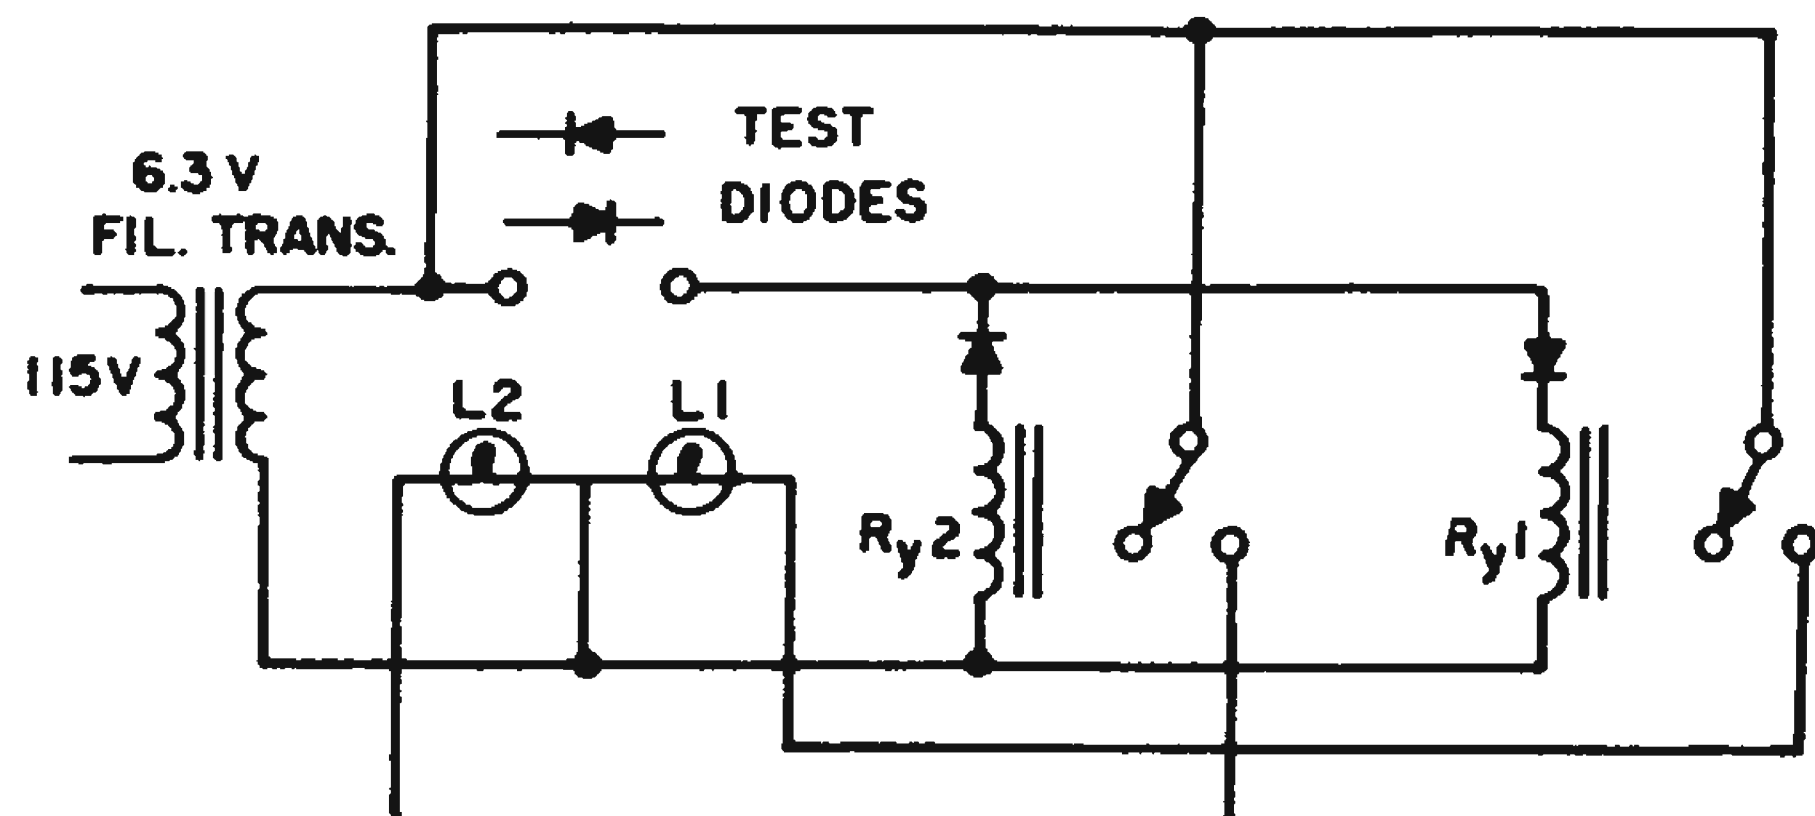 6.3 V
FIL. TRANS.
TEST
DIODES
115V
L2
L1
Ry2
Ry1